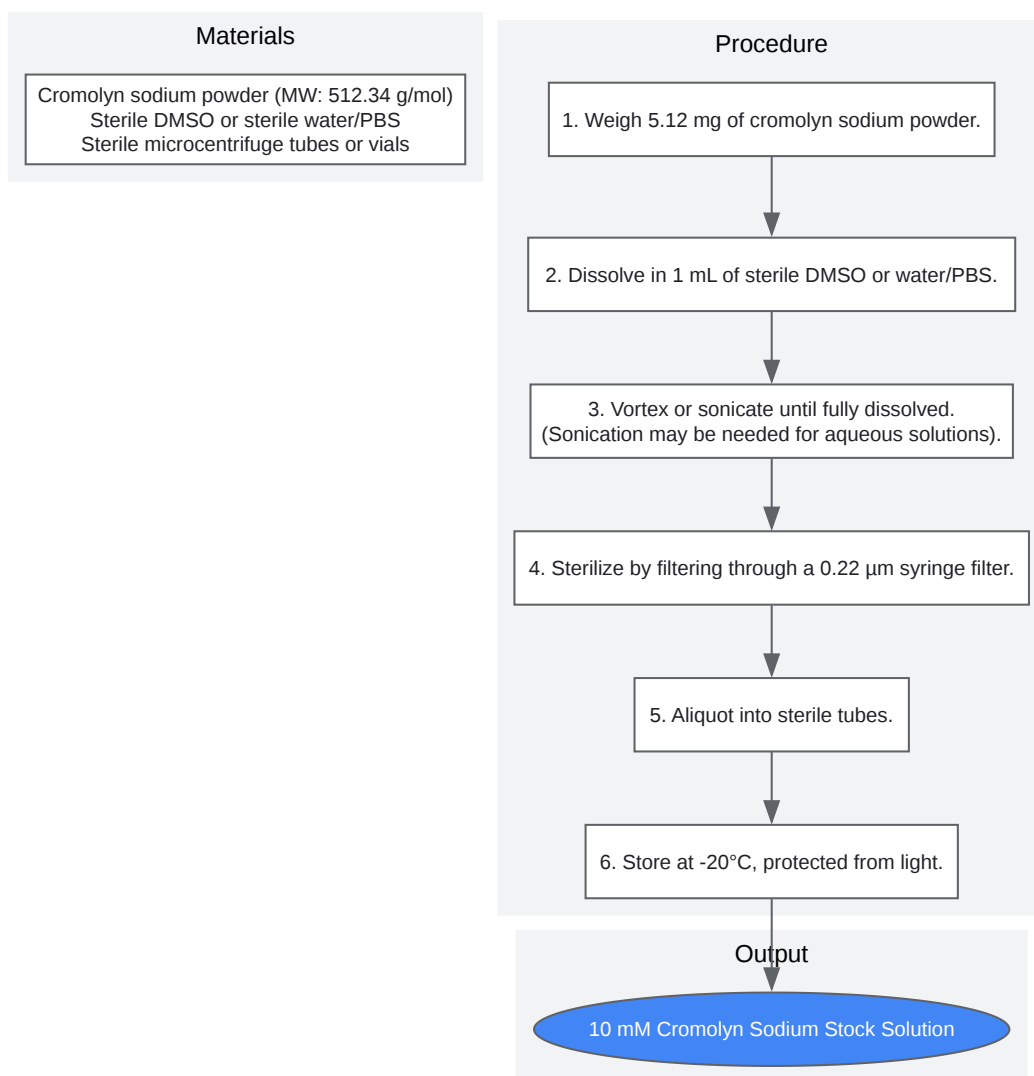 Materials
Cromolyn sodium powder (MW: 512.34 g/mol)
Sterile DMSO or sterile water/PBS
Sterile microcentrifuge tubes or vials
Procedure
1. Weigh 5.12 mg of cromolyn sodium powder.
2. Dissolve in 1 mL of sterile DMSO or water/PBS.
3. Vortex or sonicate until fully dissolved.
(Sonication may be needed for aqueous solutions).
4. Sterilize by filtering through a 0.22 µm syringe filter.
5. Aliquot into sterile tubes.
6. Store at -20°C, protected from light.
Output
10 mM Cromolyn Sodium Stock Solution